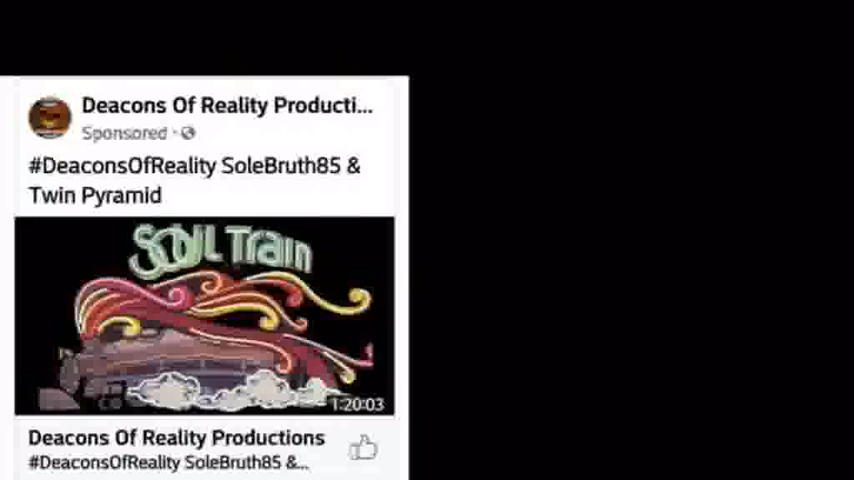 Deacons Of Reality Producti...
Sponsored ·
#DeaconsOfReality SoleBruth85 &
Twin Pyramid
SOUL TRain
1:20:03
Deacons Of Reality Productions
#DeaconsOfReality SoleBruth85 &...